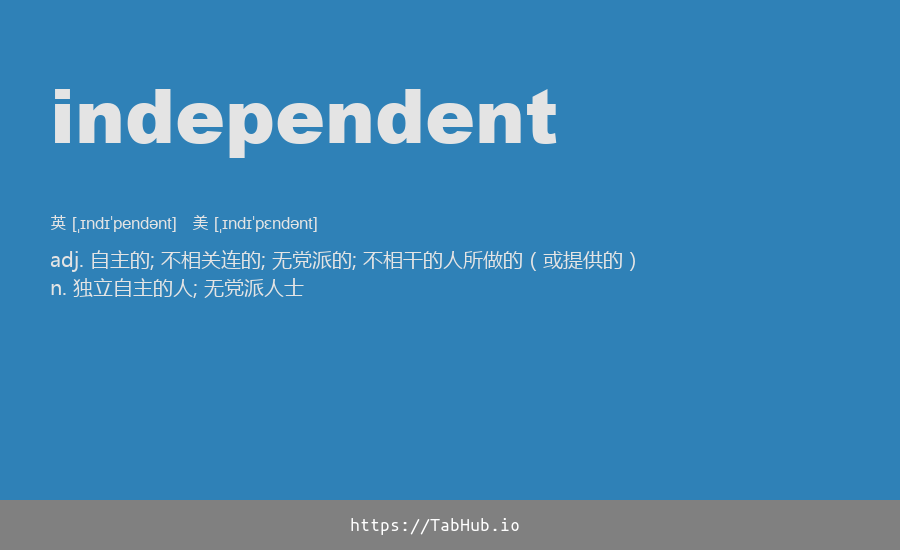 independent
英 [ˌɪndɪˈpendənt] 美 [ˌɪndɪˈpɛndənt]
adj. 自主的; 不相关连的; 无党派的; 不相干的人所做的（或提供的）
n. 独立自主的人; 无党派人士
https://TabHub.io